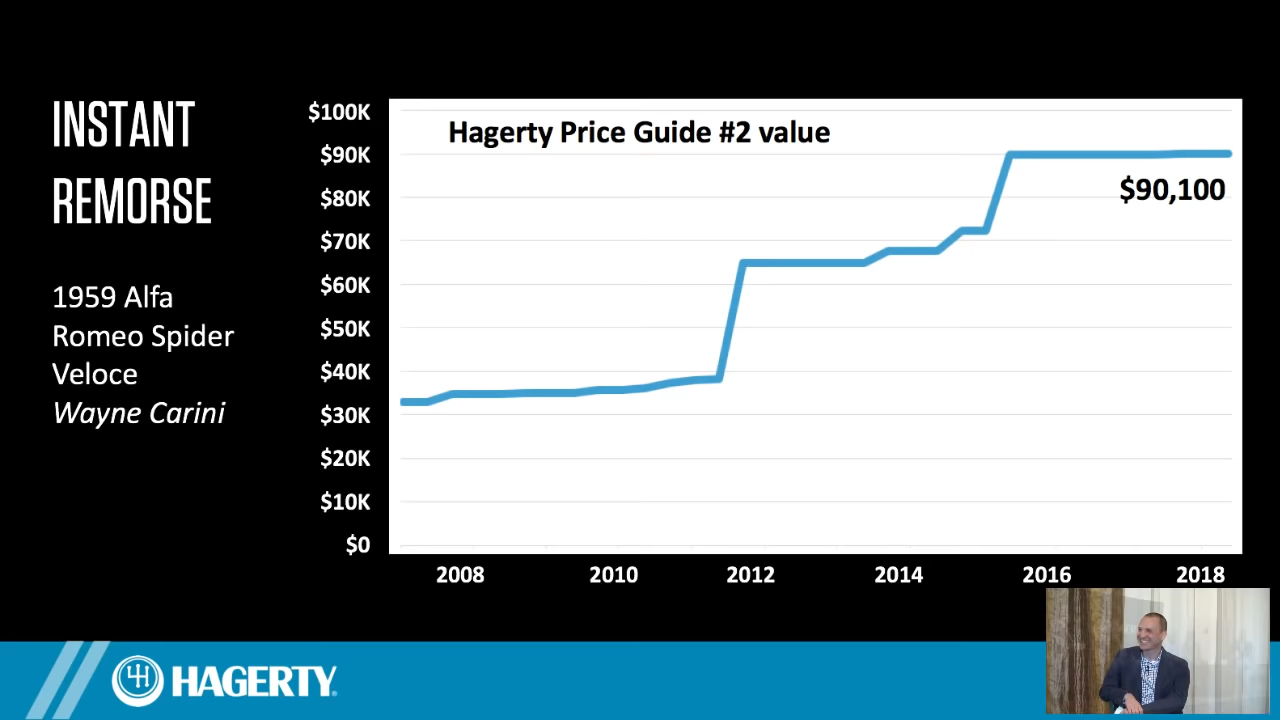 INSTANT
REMORSE
1959 Alfa
Romeo Spider
Veloce
Wayne Carini
Hagerty Price Guide #2 value
$100K
$90K
$80K
$70K
$60K
$50K
$40K
$30K
$20K
$10K
$0
$90,100
2008 2010 2012 2014 2016 2018
HAGERTY